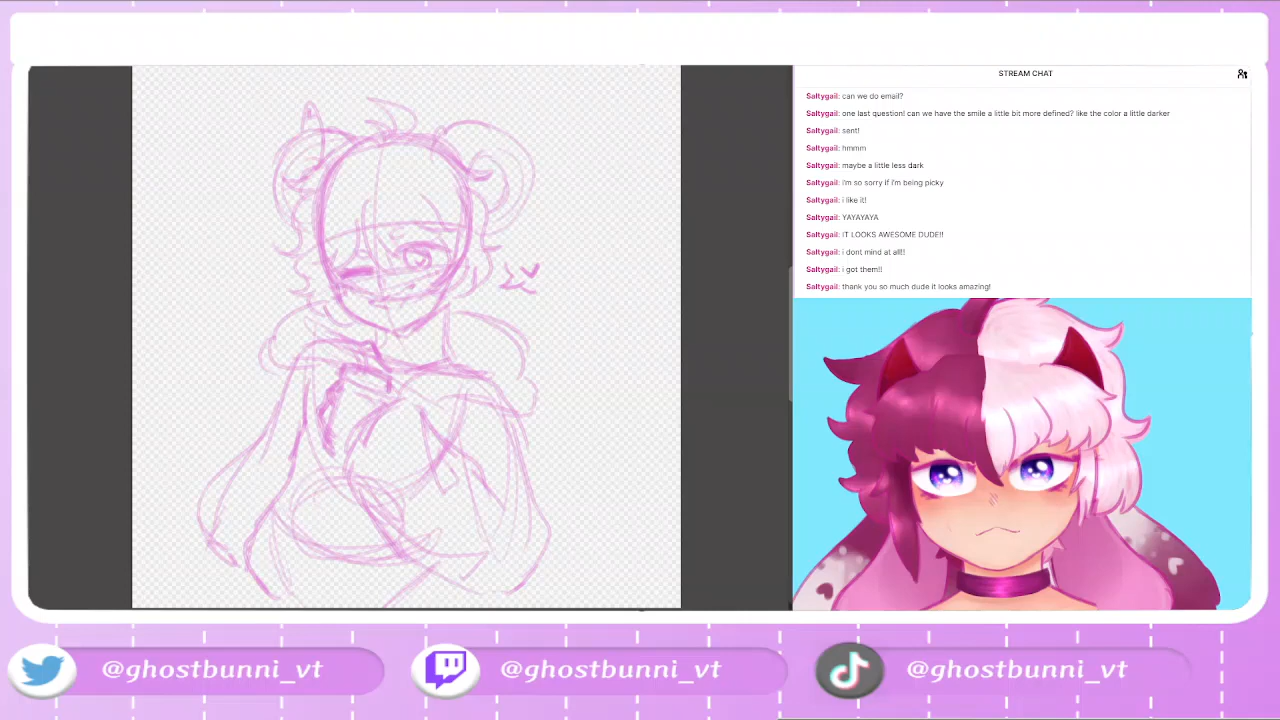 STREAM CHAT
Saltygail: can we do email?
Saltygail: one last question! can we have the smile a little bit more defined? like the color a little darker
Saltygail: sent!
Saltygail: hmmm
Saltygail: maybe a little less dark
Saltygail: i'm so sorry if i'm being picky
Saltygail: i like it!
Saltygail: YAYAYAYA
Saltygail: IT LOOKS AWESOME DUDE!!
Saltygail: i dont mind at all!!
Saltygail: i got them!!
Saltygail: thank you so much dude it looks amazing!
@ghostbunni_vt
@ghostbunni_vt
@ghostbunni_vt